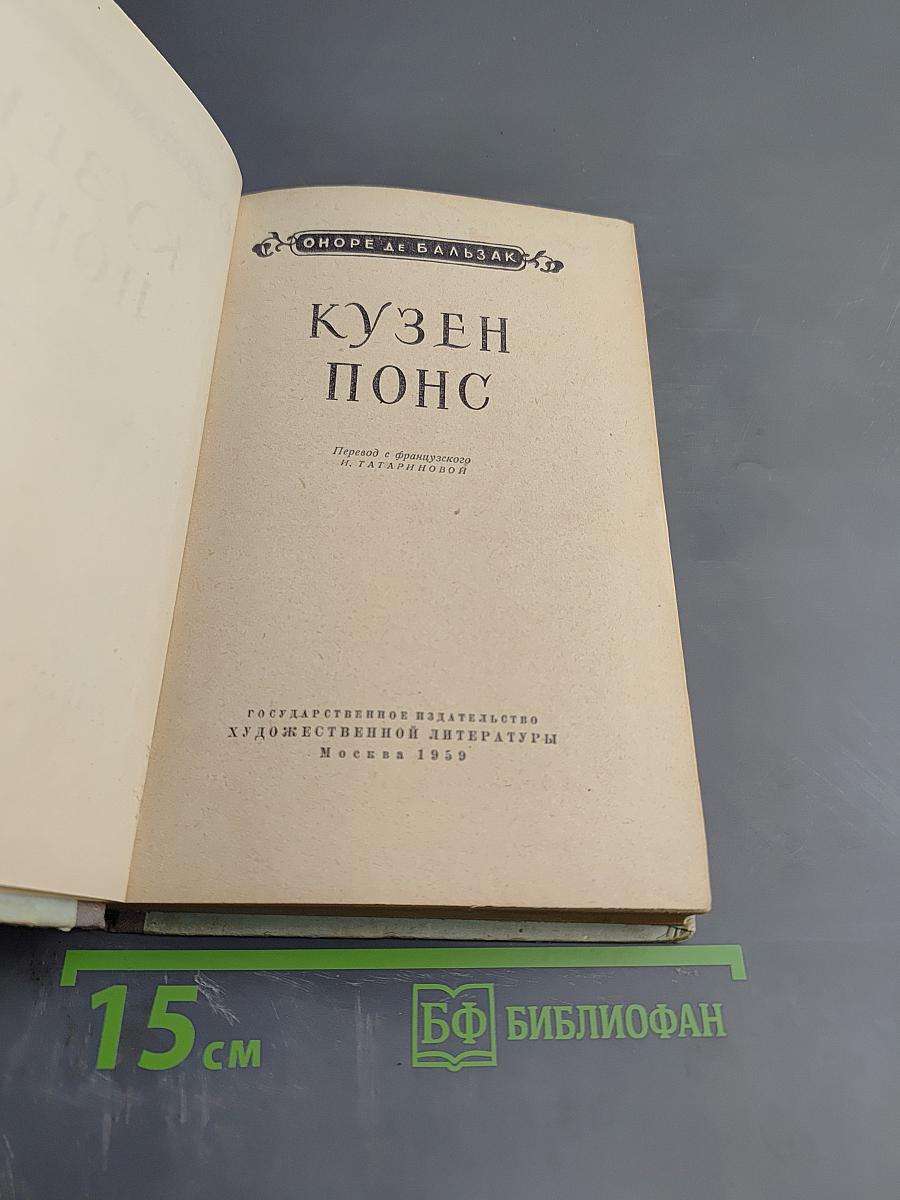 ОНОРЕ ДЕ БАЛЬЗАК
КУЗЕН
ПОНС
Перевод с французского
И. ТАТАРИНОВОЙ
ГОСУДАРСТВЕННОЕ ИЗДАТЕЛЬСТВО
ХУДОЖЕСТВЕННОЙ ЛИТЕРАТУРЫ
Москва 1959
15 см
БФ БИБЛИОФАН